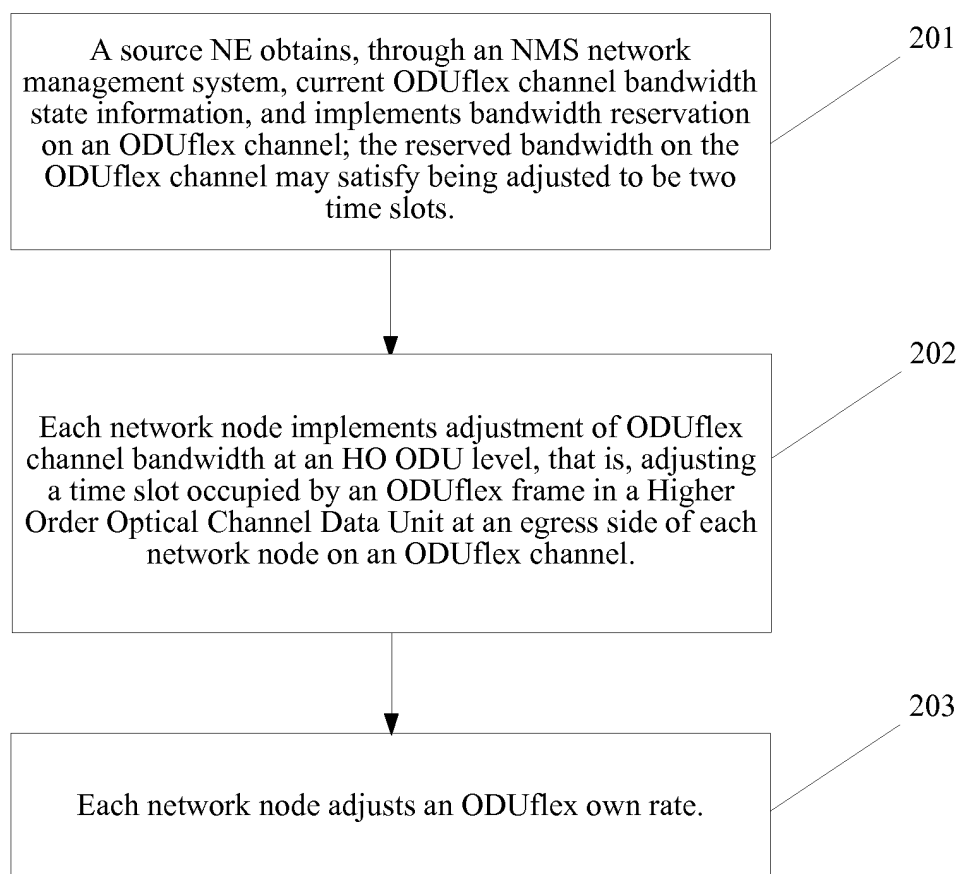 A source NE obtains, through an NMS network
management system, current ODUflex channel bandwidth
state information, and implements bandwidth reservation
on an ODUflex channel; the reserved bandwidth on the
ODUflex channel may satisfy being adjusted to be two
time slots.
201
Each network node implements adjustment of ODUflex
channel bandwidth at an HO ODU level, that is, adjusting
a time slot occupied by an ODUflex frame in a Higher
Order Optical Channel Data Unit at an egress side of each
network node on an ODUflex channel.
202
Each network node adjusts an ODUflex own rate.
203